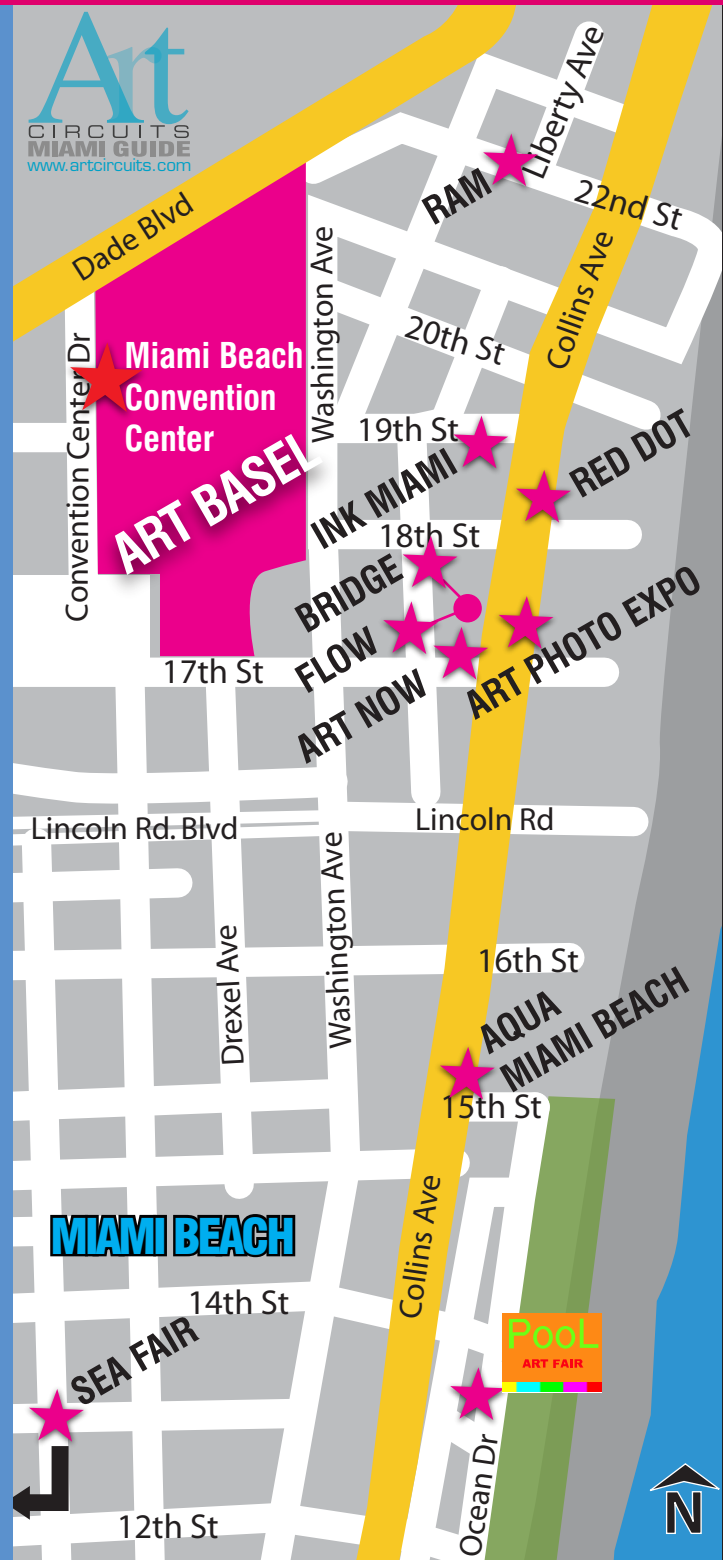 Art
CIRCUITS
MIAMI GUIDE
www.artcircuits.com
Liberty Ave
RAM
22nd St
Dade Blvd
Washington Ave
Collins Ave
20th St
Convention Center Dr
Miami Beach
Convention
Center
19th St
ART BASEL
INK MIAMI
RED DOT
18th St
BRIDGE
FLOW
ART NOW
ART PHOTO EXPO
17th St
Lincoln Rd. Blvd
Lincoln Rd
Drexel Ave
Washington Ave
16th St
AQUA
MIAMI BEACH
15th St
MIAMI BEACH
Collins Ave
14th St
PooL
ART FAIR
SEA FAIR
Ocean Dr
12th St
N